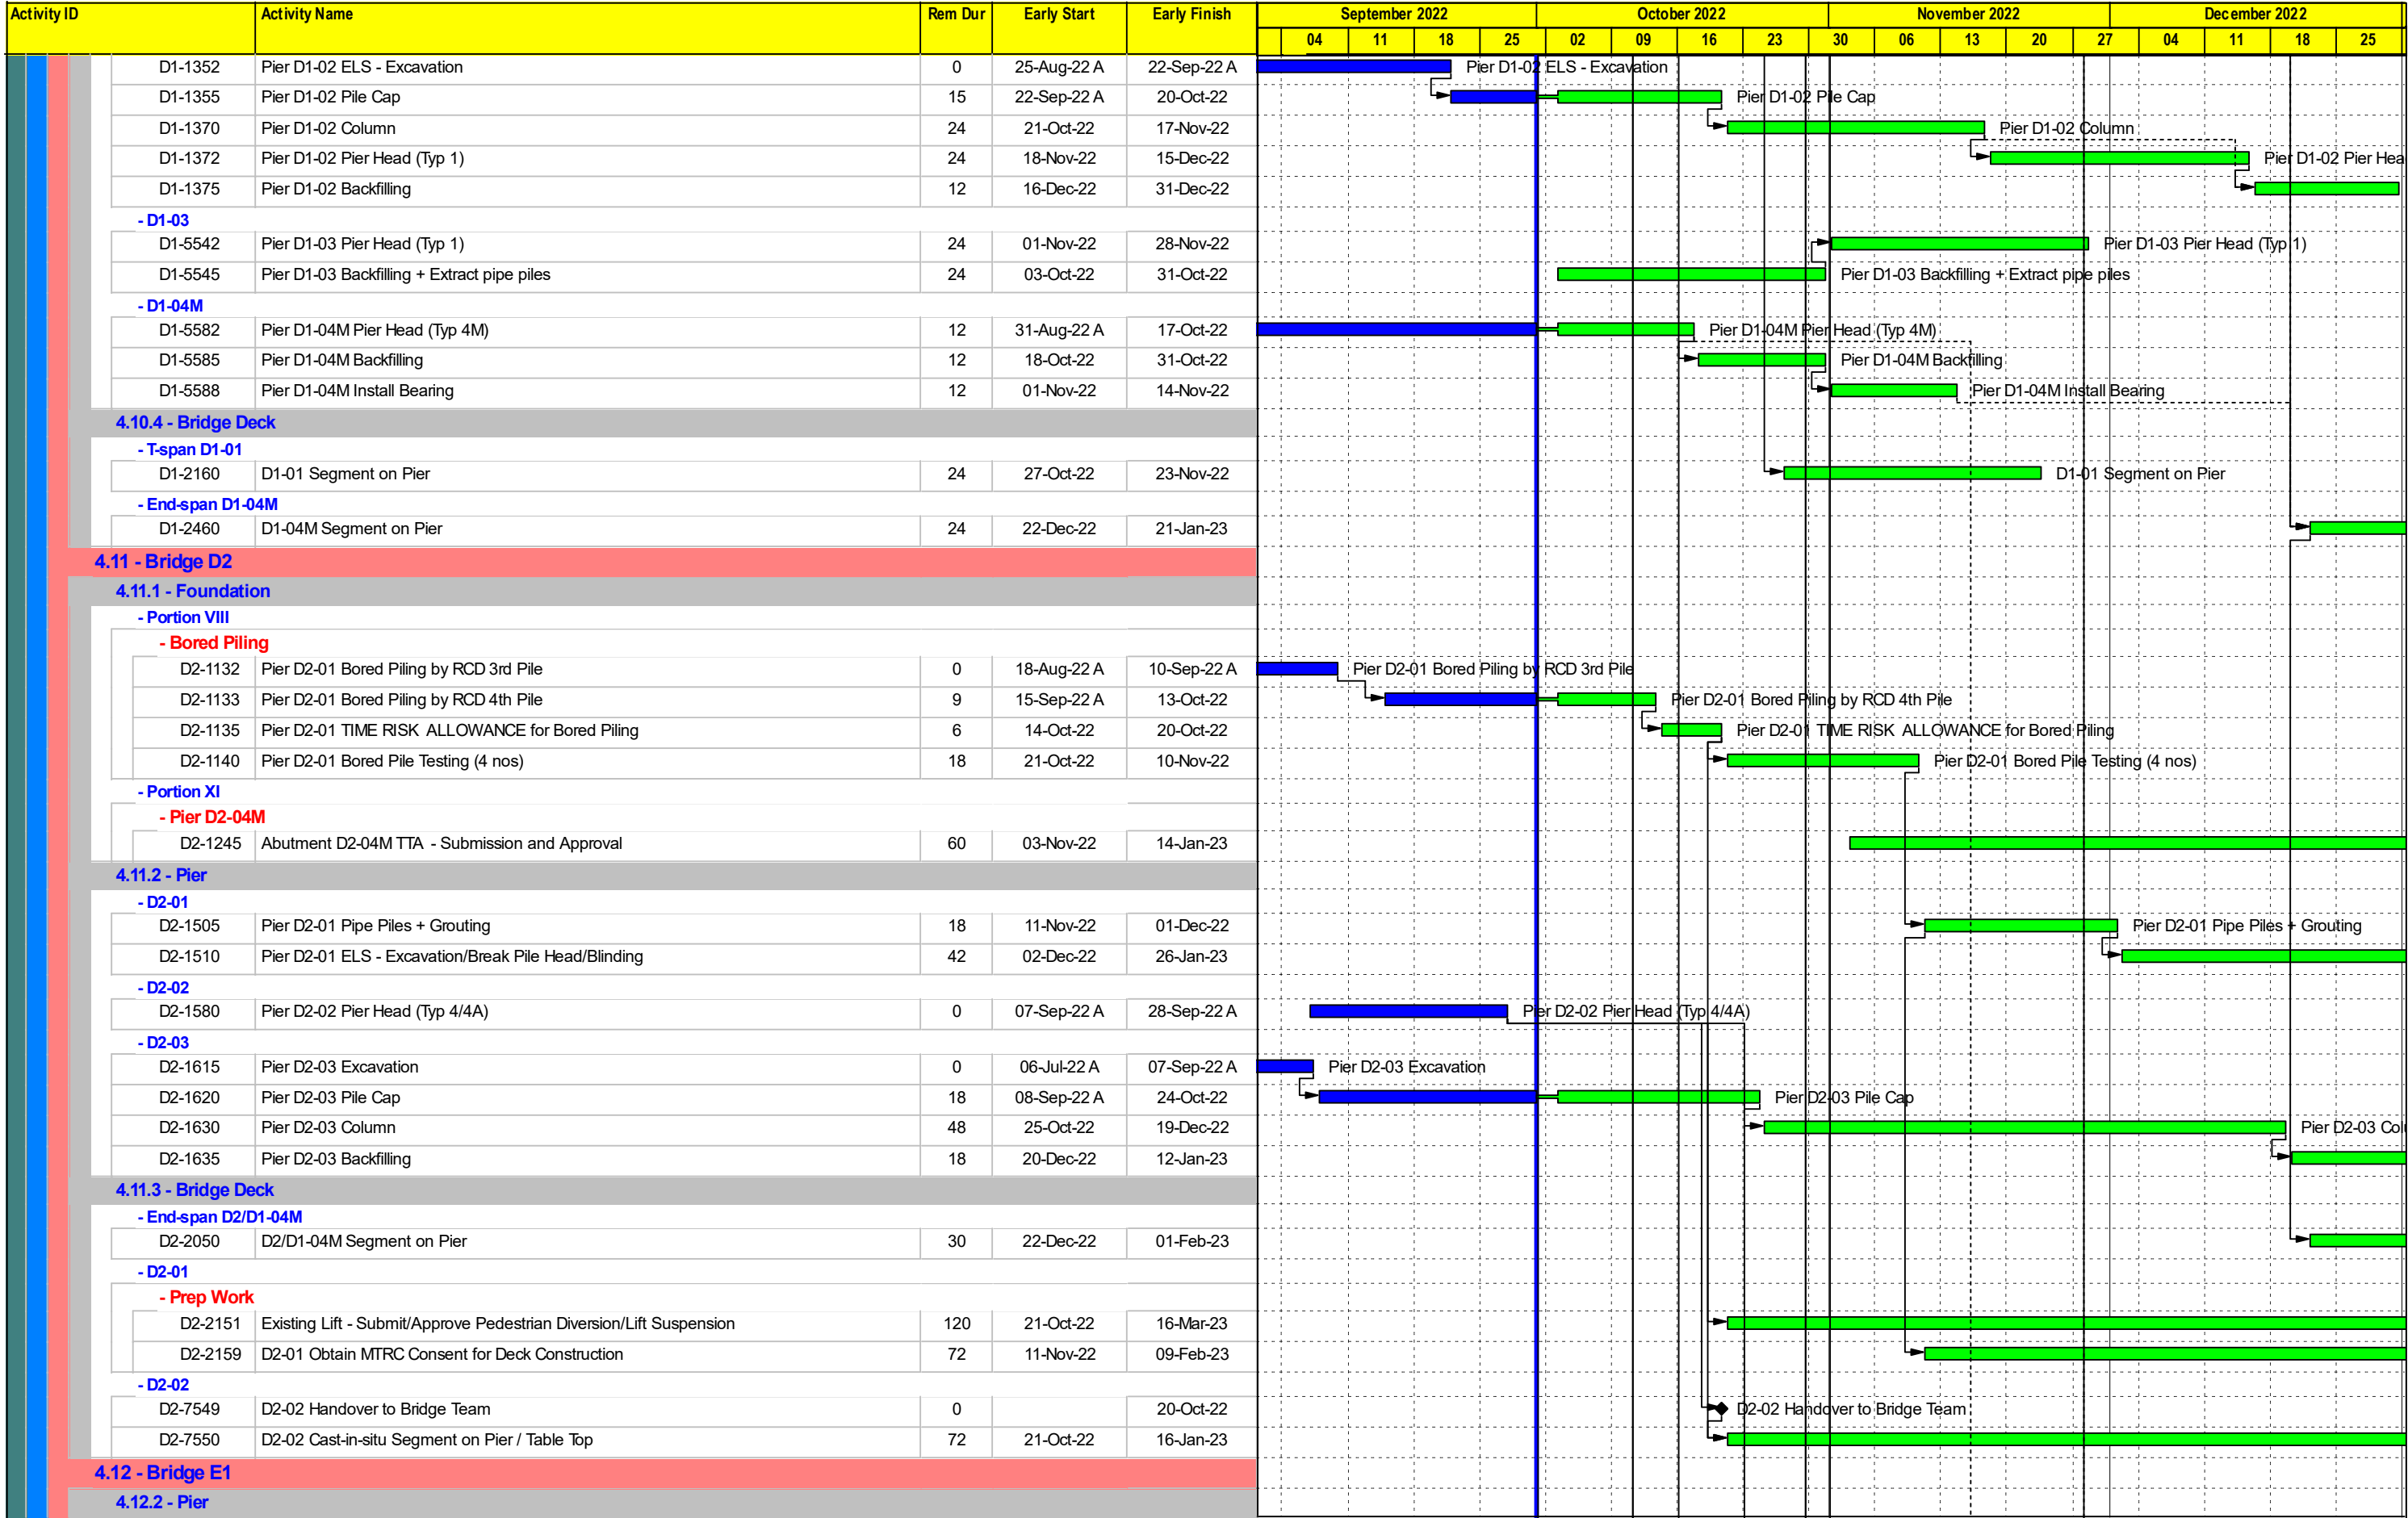 Activity ID Activity Name Rem Dur Early Start Early Finish September 2022 October 2022 November 2022 December 2022
04 11 18 25 02 09 16 23 30 06 13 20 27 04 11 18 25
D1-1352 Pier D1-02 ELS - Excavation 0 25-Aug-22 A 22-Sep-22 A Pier D1-02 ELS - Excavation
D1-1355 Pier D1-02 Pile Cap 15 22-Sep-22 A 20-Oct-22 Pier D1-02 Pile Cap
D1-1370 Pier D1-02 Column 24 21-Oct-22 17-Nov-22 Pier D1-02 Column
D1-1372 Pier D1-02 Pier Head (Typ 1) 24 18-Nov-22 15-Dec-22 Pier D1-02 Pier Hea
D1-1375 Pier D1-02 Backfilling 12 16-Dec-22 31-Dec-22
- D1-03
D1-5542 Pier D1-03 Pier Head (Typ 1) 24 01-Nov-22 28-Nov-22 Pier D1-03 Pier Head (Typ 1)
D1-5545 Pier D1-03 Backfilling + Extract pipe piles 24 03-Oct-22 31-Oct-22 Pier D1-03 Backfilling + Extract pipe piles
- D1-04M
D1-5582 Pier D1-04M Pier Head (Typ 4M) 12 31-Aug-22 A 17-Oct-22 Pier D1-04M Pier Head (Typ 4M)
D1-5585 Pier D1-04M Backfilling 12 18-Oct-22 31-Oct-22 Pier D1-04M Backfilling
D1-5588 Pier D1-04M Install Bearing 12 01-Nov-22 14-Nov-22 Pier D1-04M Install Bearing
4.10.4 - Bridge Deck
- T-span D1-01
D1-2160 D1-01 Segment on Pier 24 27-Oct-22 23-Nov-22 D1-01 Segment on Pier
- End-span D1-04M
D1-2460 D1-04M Segment on Pier 24 22-Dec-22 21-Jan-23
4.11 - Bridge D2
4.11.1 - Foundation
- Portion VIII
- Bored Piling
D2-1132 Pier D2-01 Bored Piling by RCD 3rd Pile 0 18-Aug-22 A 10-Sep-22 A Pier D2-01 Bored Piling by RCD 3rd Pile
D2-1133 Pier D2-01 Bored Piling by RCD 4th Pile 9 15-Sep-22 A 13-Oct-22 Pier D2-01 Bored Piling by RCD 4th Pile
D2-1135 Pier D2-01 TIME RISK ALLOWANCE for Bored Piling 6 14-Oct-22 20-Oct-22 Pier D2-01 TIME RISK ALLOWANCE for Bored Piling
D2-1140 Pier D2-01 Bored Pile Testing (4 nos) 18 21-Oct-22 10-Nov-22 Pier D2-01 Bored Pile Testing (4 nos)
- Portion XI
- Pier D2-04M
D2-1245 Abutment D2-04M TTA - Submission and Approval 60 03-Nov-22 14-Jan-23
4.11.2 - Pier
- D2-01
D2-1505 Pier D2-01 Pipe Piles + Grouting 18 11-Nov-22 01-Dec-22 Pier D2-01 Pipe Piles + Grouting
D2-1510 Pier D2-01 ELS - Excavation/Break Pile Head/Blinding 42 02-Dec-22 26-Jan-23
- D2-02
D2-1580 Pier D2-02 Pier Head (Typ 4/4A) 0 07-Sep-22 A 28-Sep-22 A Pier D2-02 Pier Head (Typ 4/4A)
- D2-03
D2-1615 Pier D2-03 Excavation 0 06-Jul-22 A 07-Sep-22 A Pier D2-03 Excavation
D2-1620 Pier D2-03 Pile Cap 18 08-Sep-22 A 24-Oct-22 Pier D2-03 Pile Cap
D2-1630 Pier D2-03 Column 48 25-Oct-22 19-Dec-22 Pier D2-03 Col
D2-1635 Pier D2-03 Backfilling 18 20-Dec-22 12-Jan-23
4.11.3 - Bridge Deck
- End-span D2/D1-04M
D2-2050 D2/D1-04M Segment on Pier 30 22-Dec-22 01-Feb-23
- D2-01
- Prep Work
D2-2151 Existing Lift - Submit/Approve Pedestrian Diversion/Lift Suspension 120 21-Oct-22 16-Mar-23
D2-2159 D2-01 Obtain MTRC Consent for Deck Construction 72 11-Nov-22 09-Feb-23
- D2-02
D2-7549 D2-02 Handover to Bridge Team 0 20-Oct-22 D2-02 Handover to Bridge Team
D2-7550 D2-02 Cast-in-situ Segment on Pier / Table Top 72 21-Oct-22 16-Jan-23
4.12 - Bridge E1
4.12.2 - Pier